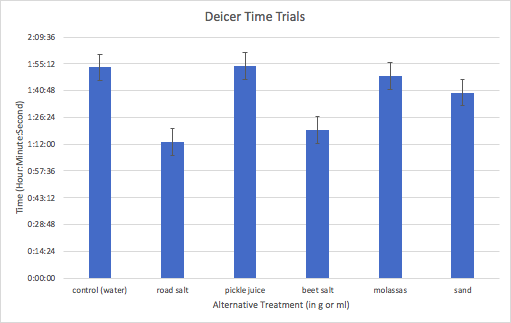 Deicer Time Trials
2:09:36
1:55:12
1:40:48
1:26:24
1:12:00
0:57:36
0:43:12
0:28:48
0:14:24
0:00:00
Time (Hour:Minute:Second)
control (water) road salt pickle juice beet salt molassas sand
Alternative Treatment (in g or ml)